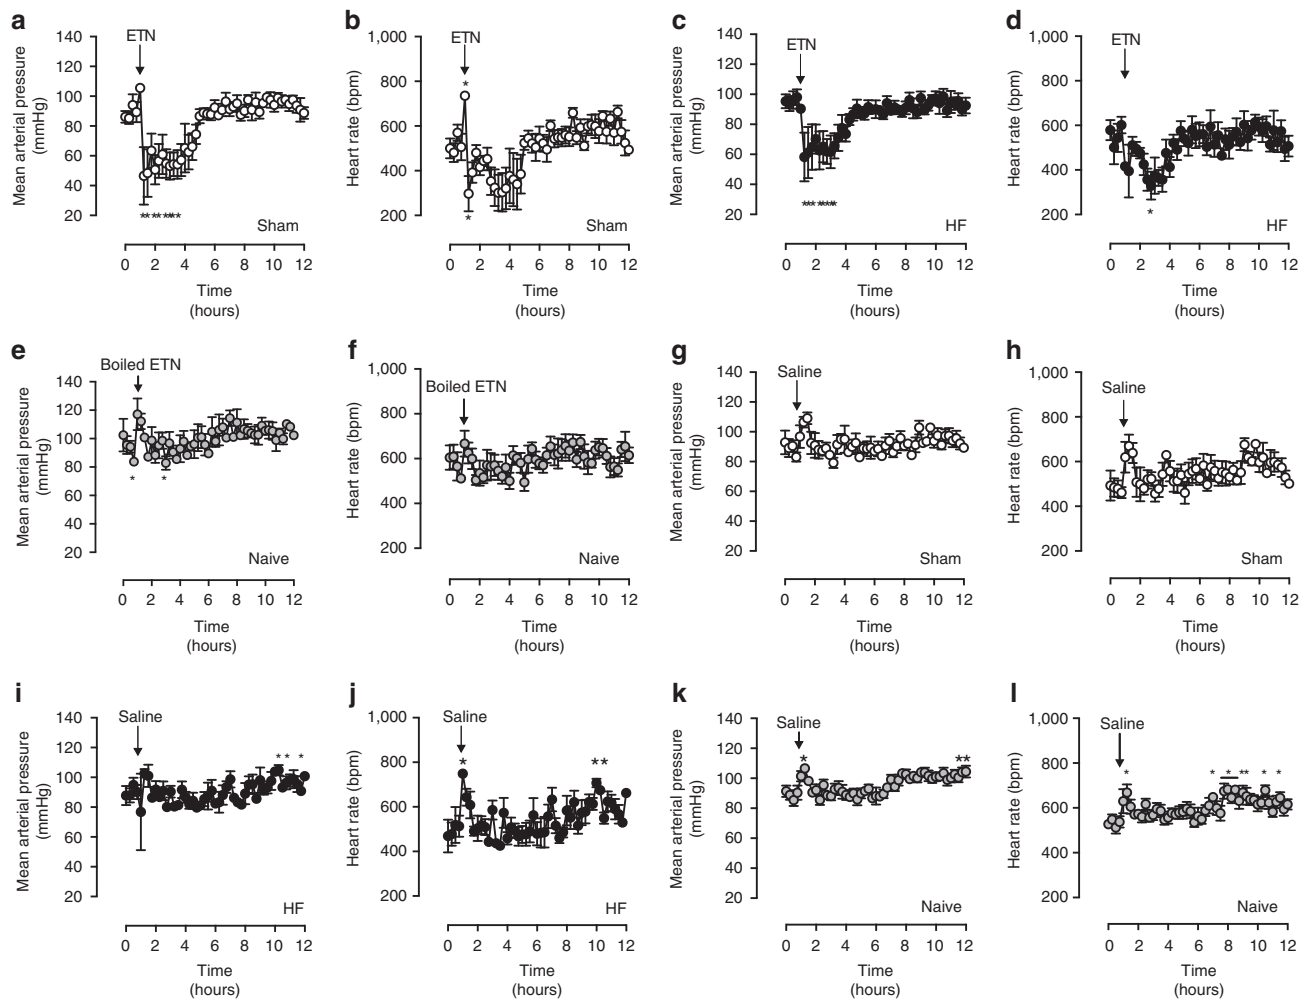 a
b
c
d
ETN
ETN
ETN
ETN
Mean arterial pressure
(mmHg)
140
120
100
80
60
40
20
** ** ****
Sham
0 2 4 6 8 10 12
Time
(hours)
Heart rate (bpm)
1,000
800
600
400
200
*
*
Sham
0 2 4 6 8 10 12
Time
(hours)
Mean arterial pressure
(mmHg)
140
120
100
80
60
40
20
HF
0 2 4 6 8 10 12
Time
(hours)
Heart rate (bpm)
1,000
800
600
400
200
*
HF
0 2 4 6 8 10 12
Time
(hours)
e
f
g
h
Boiled ETN
Boiled ETN
Saline
Saline
Mean arterial pressure
(mmHg)
140
120
100
80
60
40
20
* *
Naive
0 2 4 6 8 10 12
Time
(hours)
Heart rate (bpm)
1,000
800
600
400
200
Naive
0 2 4 6 8 10 12
Time
(hours)
Mean arterial pressure
(mmHg)
140
120
100
80
60
40
20
Sham
0 2 4 6 8 10 12
Time
(hours)
Heart rate (bpm)
1,000
800
600
400
200
Sham
0 2 4 6 8 10 12
Time
(hours)
i
j
k
l
Saline
Saline
Saline
Saline
Mean arterial pressure
(mmHg)
140
120
100
80
60
40
20
* * *
HF
0 2 4 6 8 10 12
Time
(hours)
Heart rate (bpm)
1,000
800
600
400
200
* **
HF
0 2 4 6 8 10 12
Time
(hours)
Mean arterial pressure
(mmHg)
140
120
100
80
60
40
20
* **
Naive
0 2 4 6 8 10 12
Time
(hours)
Heart rate (bpm)
1,000
800
600
400
200
* * * ** * *
Naive
0 2 4 6 8 10 12
Time
(hours)